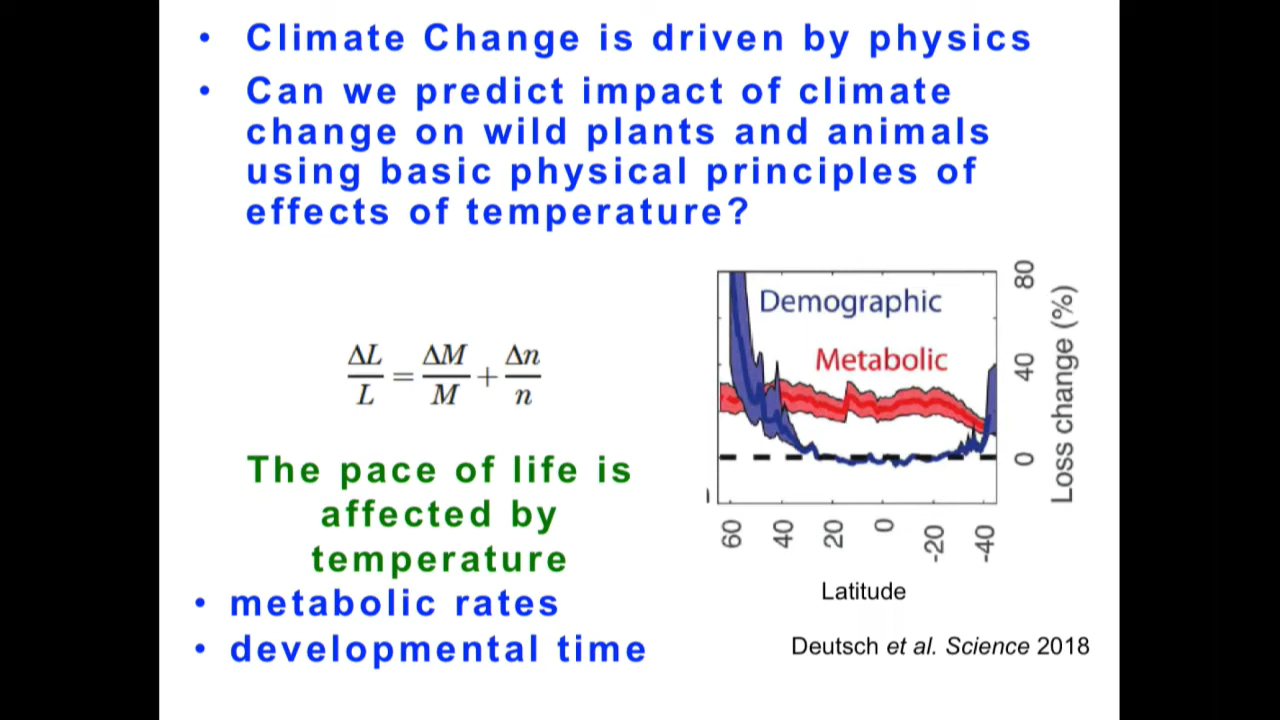 • Climate Change is driven by physics
• Can we predict impact of climate
change on wild plants and animals
using basic physical principles of
effects of temperature?
ΔL/L = ΔM/M + Δn/n
The pace of life is
affected by
temperature
• metabolic rates
• developmental time
Demographic
Metabolic
80
40
0
Loss change (%)
60 40 20 0 -20 -40
Latitude
Deutsch et al. Science 2018